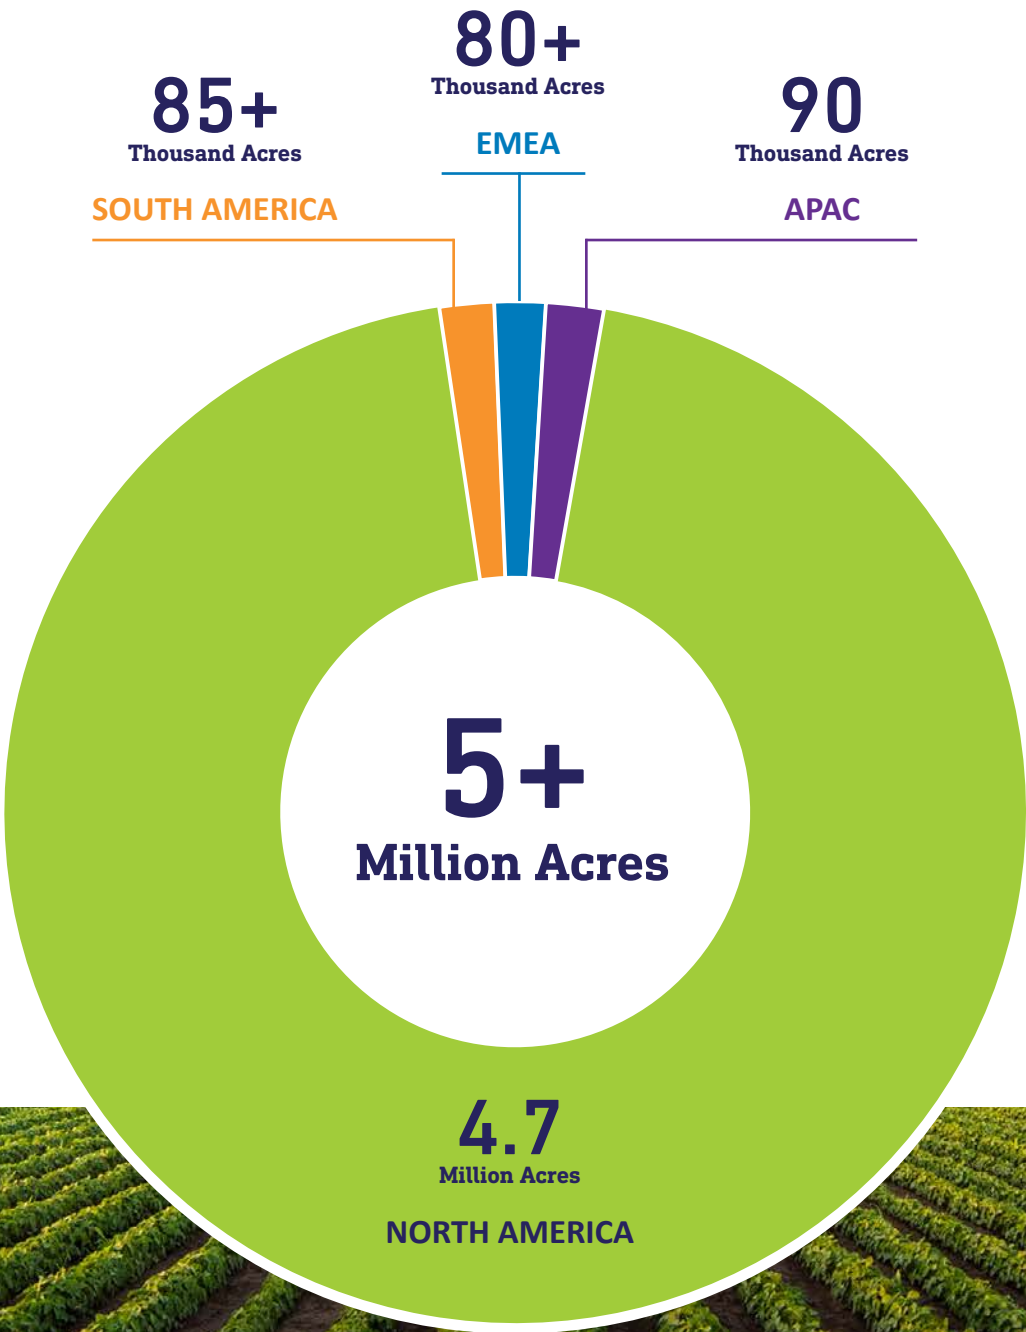 80+
Thousand Acres
EMEA
85+
Thousand Acres
SOUTH AMERICA
90
Thousand Acres
APAC
5+
Million Acres
4.7
Million Acres
NORTH AMERICA